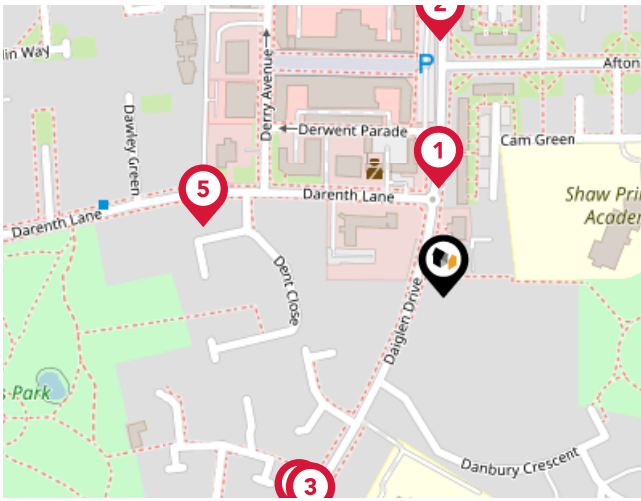 2
lin Way
P
Afton
Derry Avenue
Dawley Green
Derwent Parade
Cam Green
1
5
Darenth Lane
Shaw Pri
Acade
Darenth Lane
Dent Close
Daiglen Drive
s Park
Danbury Crescent
3